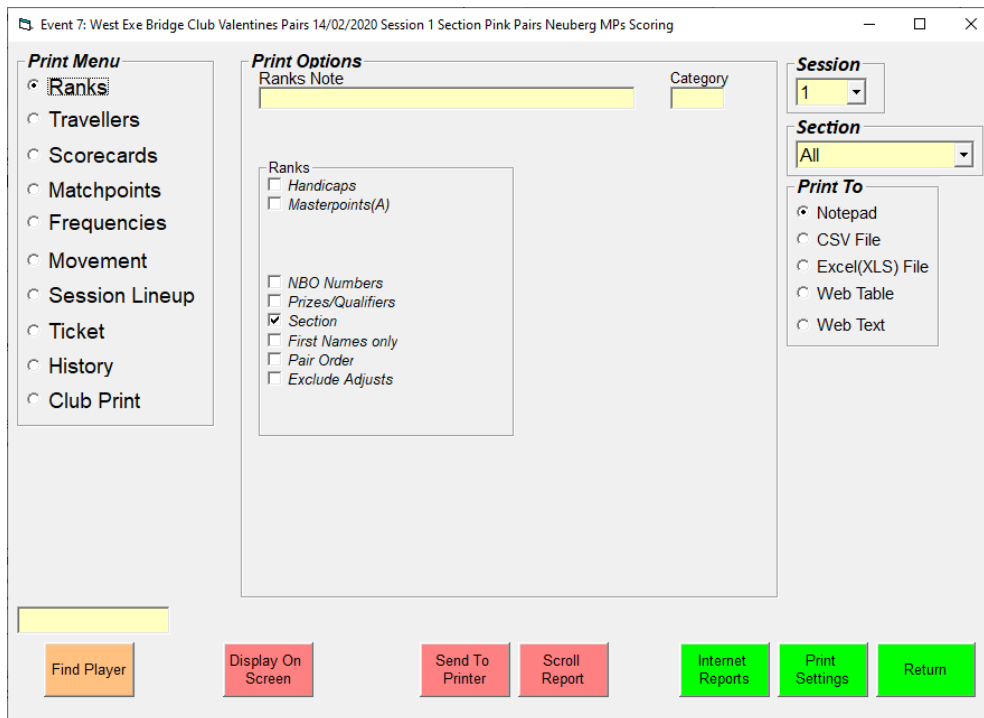 Event 7: West Exe Bridge Club Valentines Pairs 14/02/2020 Session 1 Section Pink Pairs Neuberg MPs Scoring
Print Menu
Ranks
Travellers
Scorecards
Matchpoints
Frequencies
Movement
Session Lineup
Ticket
History
Club Print
Print Options
Ranks Note
Category
Ranks
Handicaps
Masterpoints(A)
NBO Numbers
Prizes/Qualifiers
Section
First Names only
Pair Order
Exclude Adjusts
Session
1
Section
All
Print To
Notepad
CSV File
Excel(XLS) File
Web Table
Web Text
Find Player
Display On
Screen
Send To
Printer
Scroll
Report
Internet
Reports
Print
Settings
Return